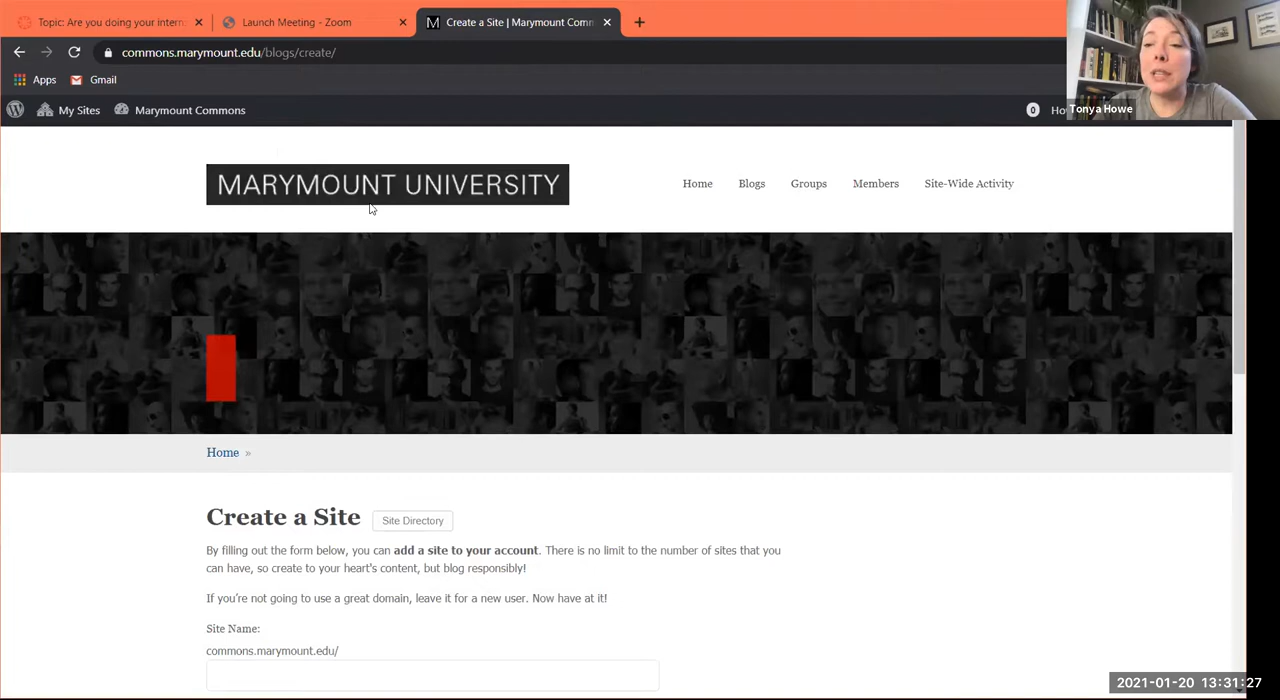 Topic: Are you doing your intern
Launch Meeting - Zoom
Create a Site | Marymount Comm
commons.marymount.edu/blogs/create/
Apps
Gmail
My Sites
Marymount Commons
0
Ho
Tonya Howe
MARYMOUNT UNIVERSITY
Home
Blogs
Groups
Members
Site-Wide Activity
Home »
Create a Site
Site Directory
By filling out the form below, you can add a site to your account. There is no limit to the number of sites that you
can have, so create to your heart's content, but blog responsibly!
If you're not going to use a great domain, leave it for a new user. Now have at it!
Site Name:
commons.marymount.edu/
2021-01-20 13:31:27